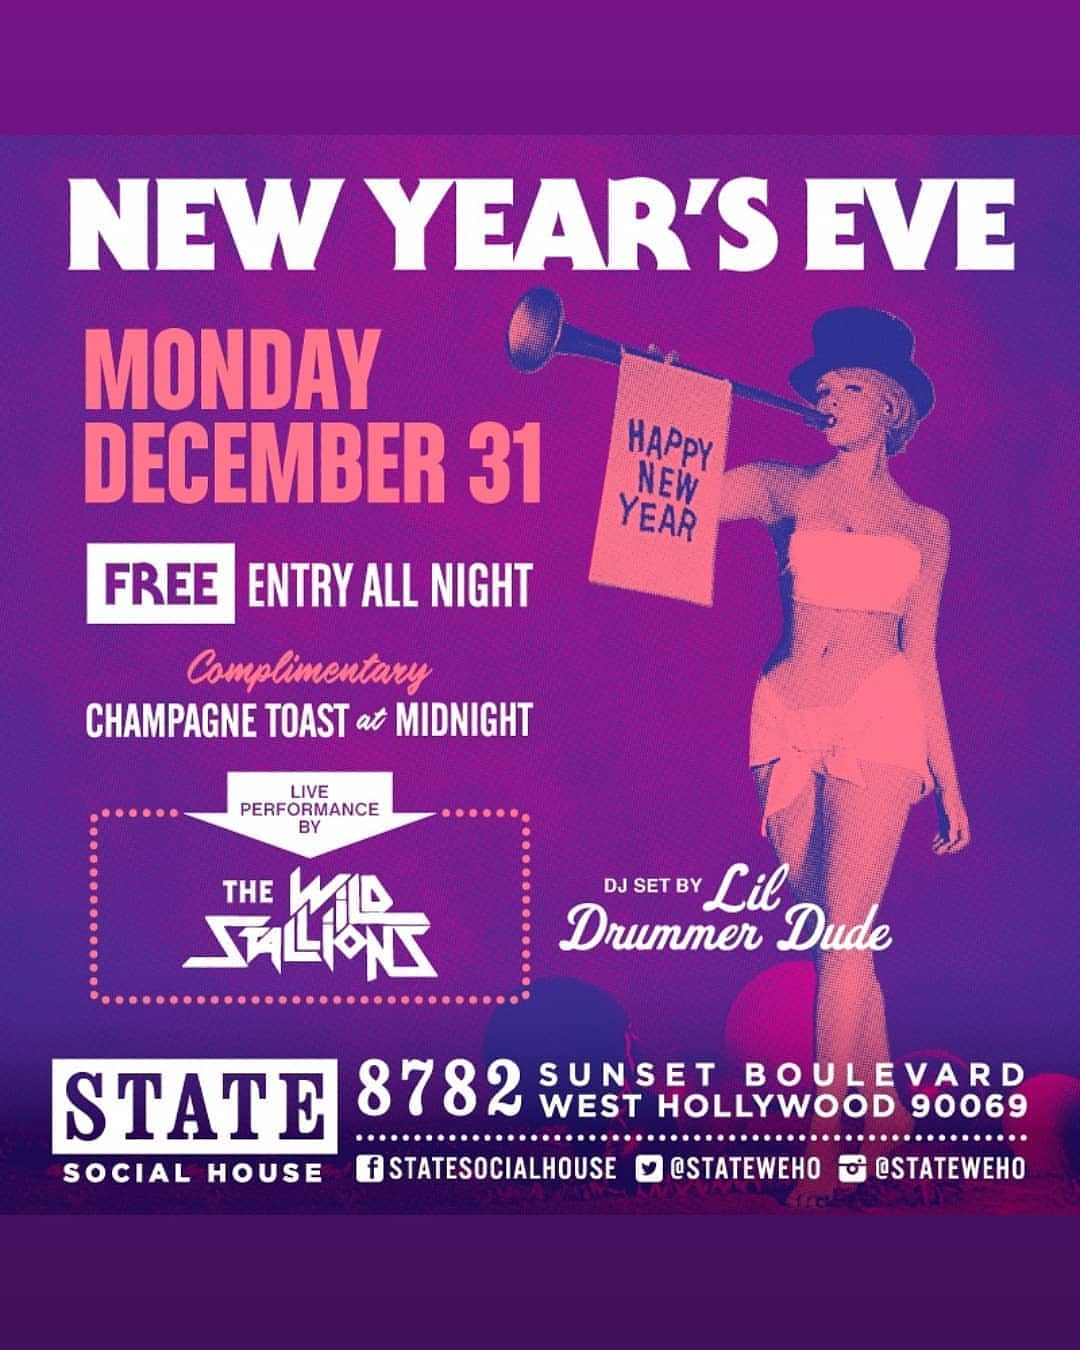 NEW YEAR'S EVE
MONDAY
DECEMBER 31
HAPPY
NEW
YEAR
FREE ENTRY ALL NIGHT
Complimentary
CHAMPAGNE TOAST at MIDNIGHT
LIVE
PERFORMANCE
BY
THE WILD
STALLIONS
DJ SET BY Lil
Drummer Dude
STATE
SOCIAL HOUSE
8782 SUNSET BOULEVARD
WEST HOLLYWOOD 90069
STATESOCIALHOUSE @STATEWEHO @STATEWEHO